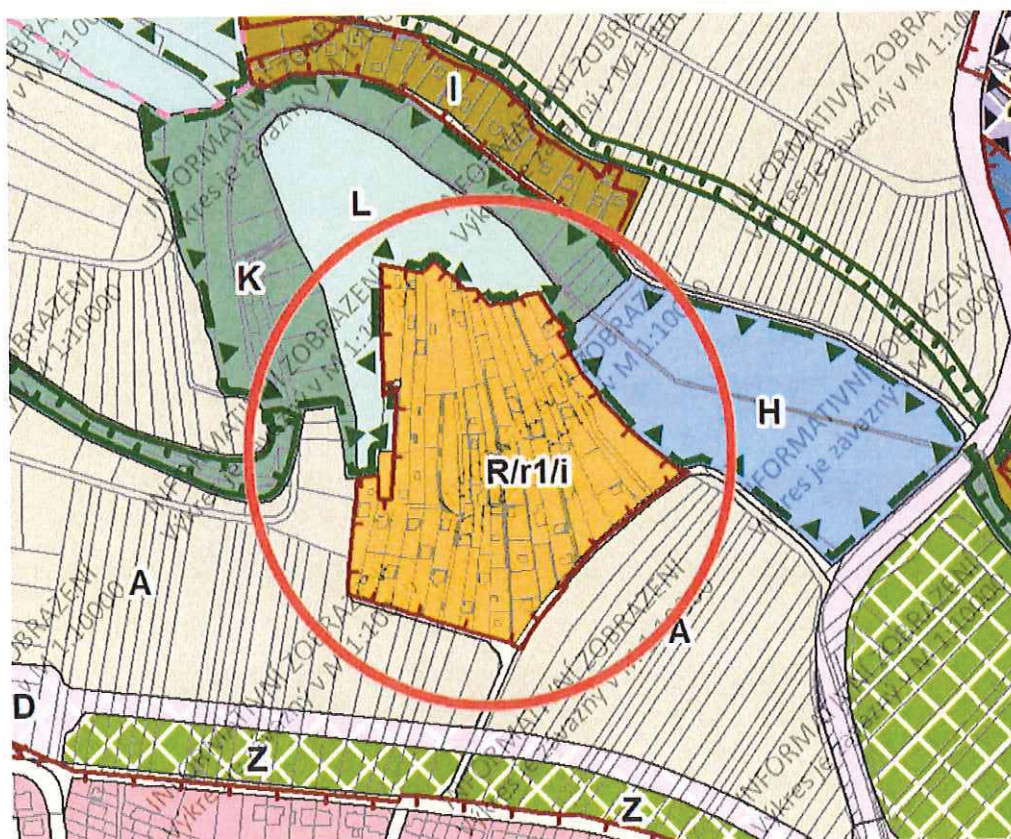 I
L
K
H
R/r1/i
A
A
D
Z
Z
INFORMATIVNÍ ZOBRAZENÍ
Výkres je závazný v M 1:10000